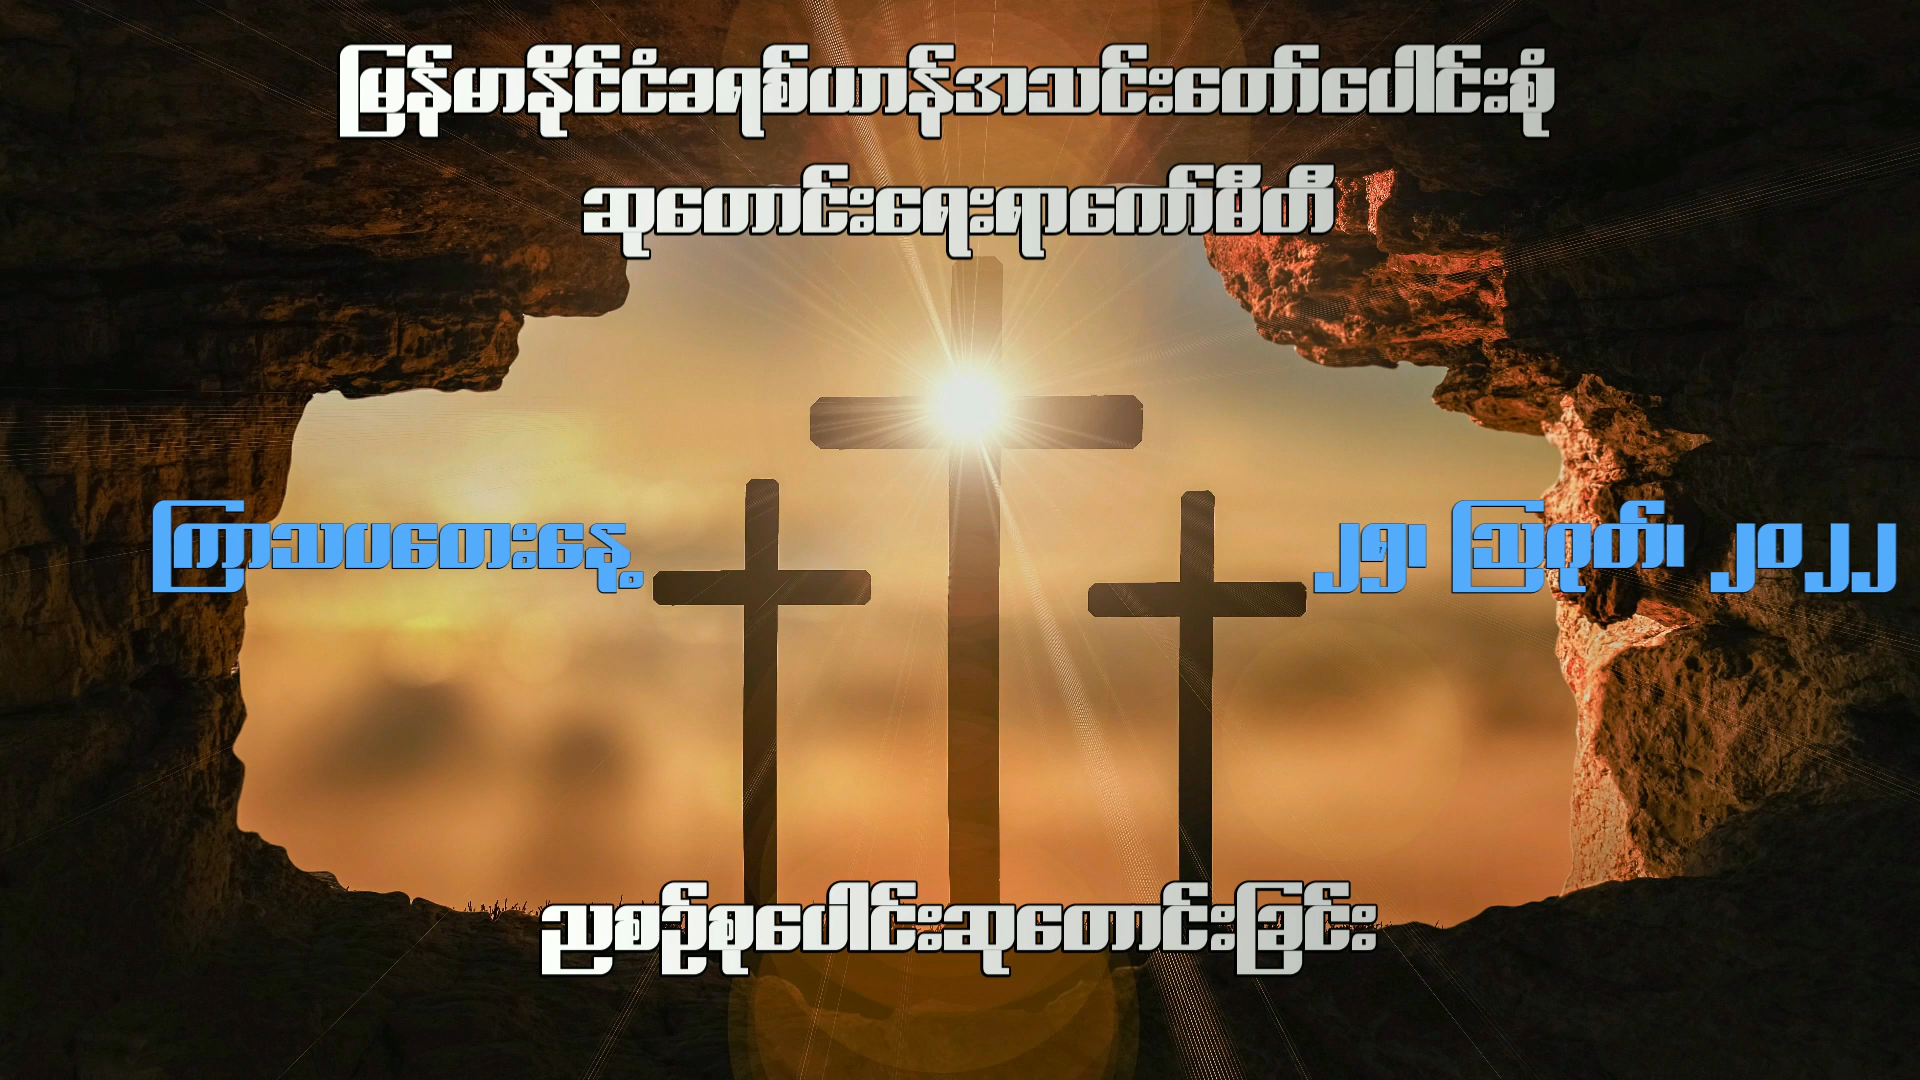 မြန်မာနိုင်ငံခရစ်ယာန်အသင်းတော်ပေါင်းစုံ
ဆုတောင်းရေးရာကော်မီတီ
ကြာသပတေးနေ့
၂၅၊ ဩဂုတ်၊ ၂၀၂၂
ညစဉ်စုပေါင်းဆုတောင်းခြင်း